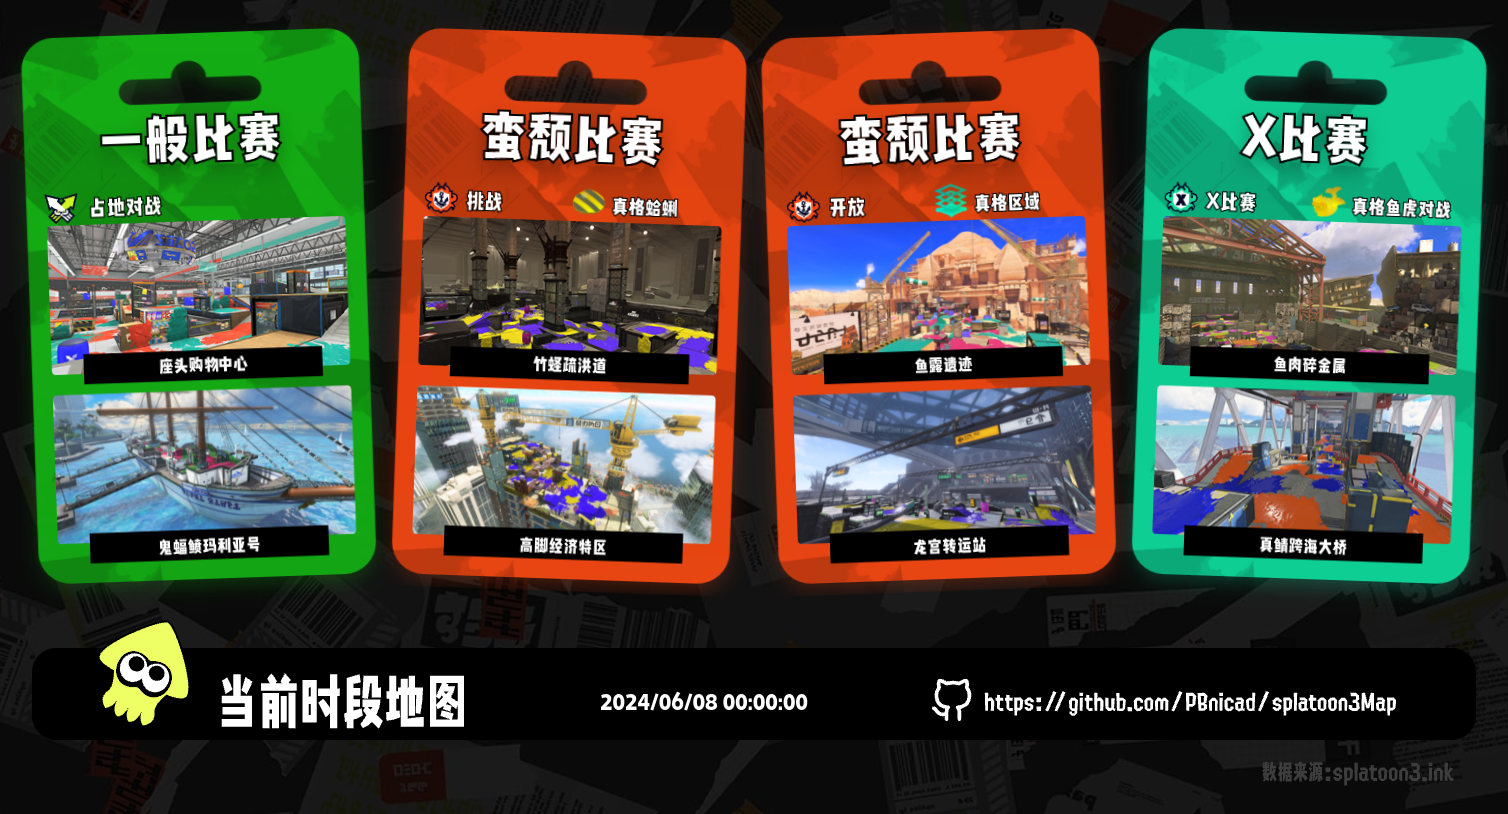 一般比赛
占地对战
座头购物中心
鬼蝠鲼玛利亚号
蛮颓比赛
挑战
真格蛤蜊
竹蛏疏洪道
高脚经济特区
蛮颓比赛
开放
真格区域
鱼露遗迹
龙宫转运站
X比赛
X比赛
真格鱼虎对战
鱼肉碎金属
真鲭跨海大桥
当前时段地图
2024/06/08 00:00:00
https://github.com/PBnicad/splatoon3Map
数据来源:splatoon3.ink